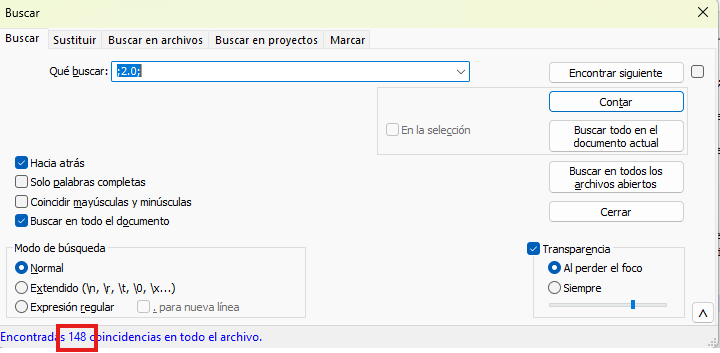 Buscar
Buscar Sustituir Buscar en archivos Buscar en proyectos Marcar
Qué buscar: ;2.0;
Encontrar siguiente
Contar
En la selección
Buscar todo en el
documento actual
Hacia atrás
Solo palabras completas
Coincidir mayúsculas y minúsculas
Buscar en todo el documento
Buscar en todos los
archivos abiertos
Cerrar
Modo de búsqueda
Normal
Extendido (\n, \r, \t, \0, \x...)
Expresión regular . para nueva línea
Transparencia
Al perder el foco
Siempre
Encontradas 148 coincidencias en todo el archivo.